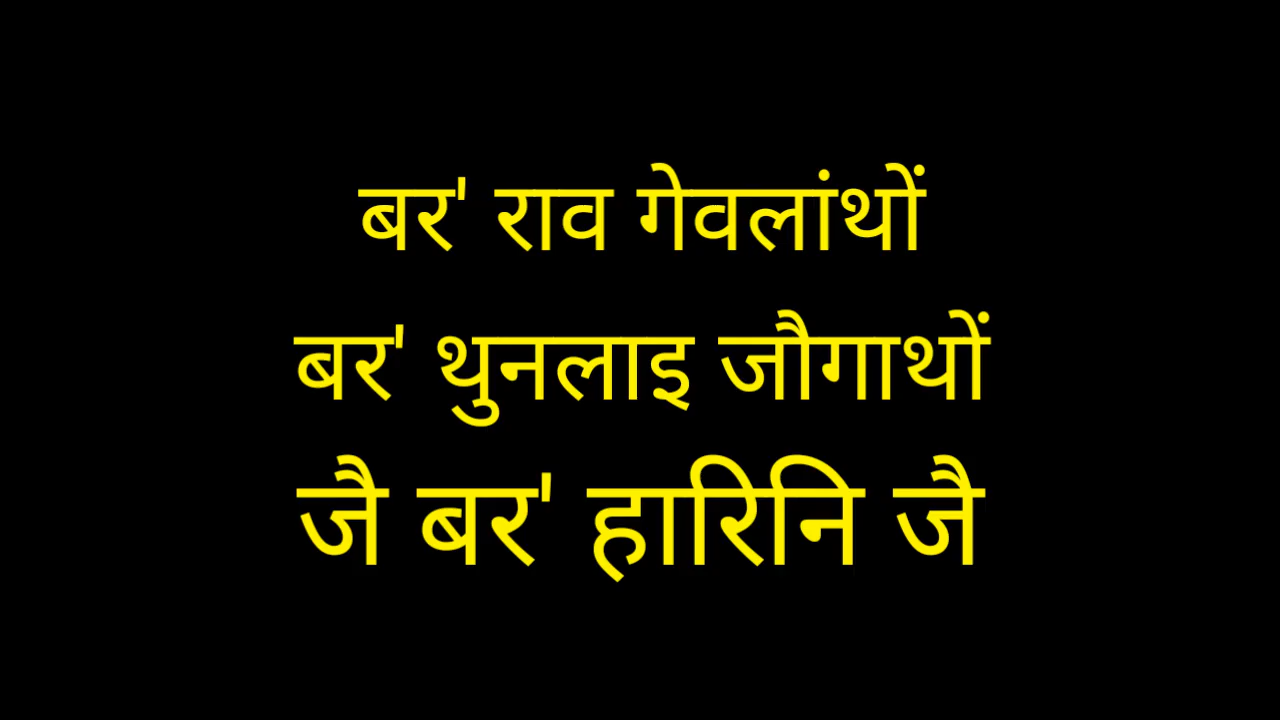 बर' राव गेवलांथों
बर' थुनलाइ जौगाथों
जै बर' हारिनि जै